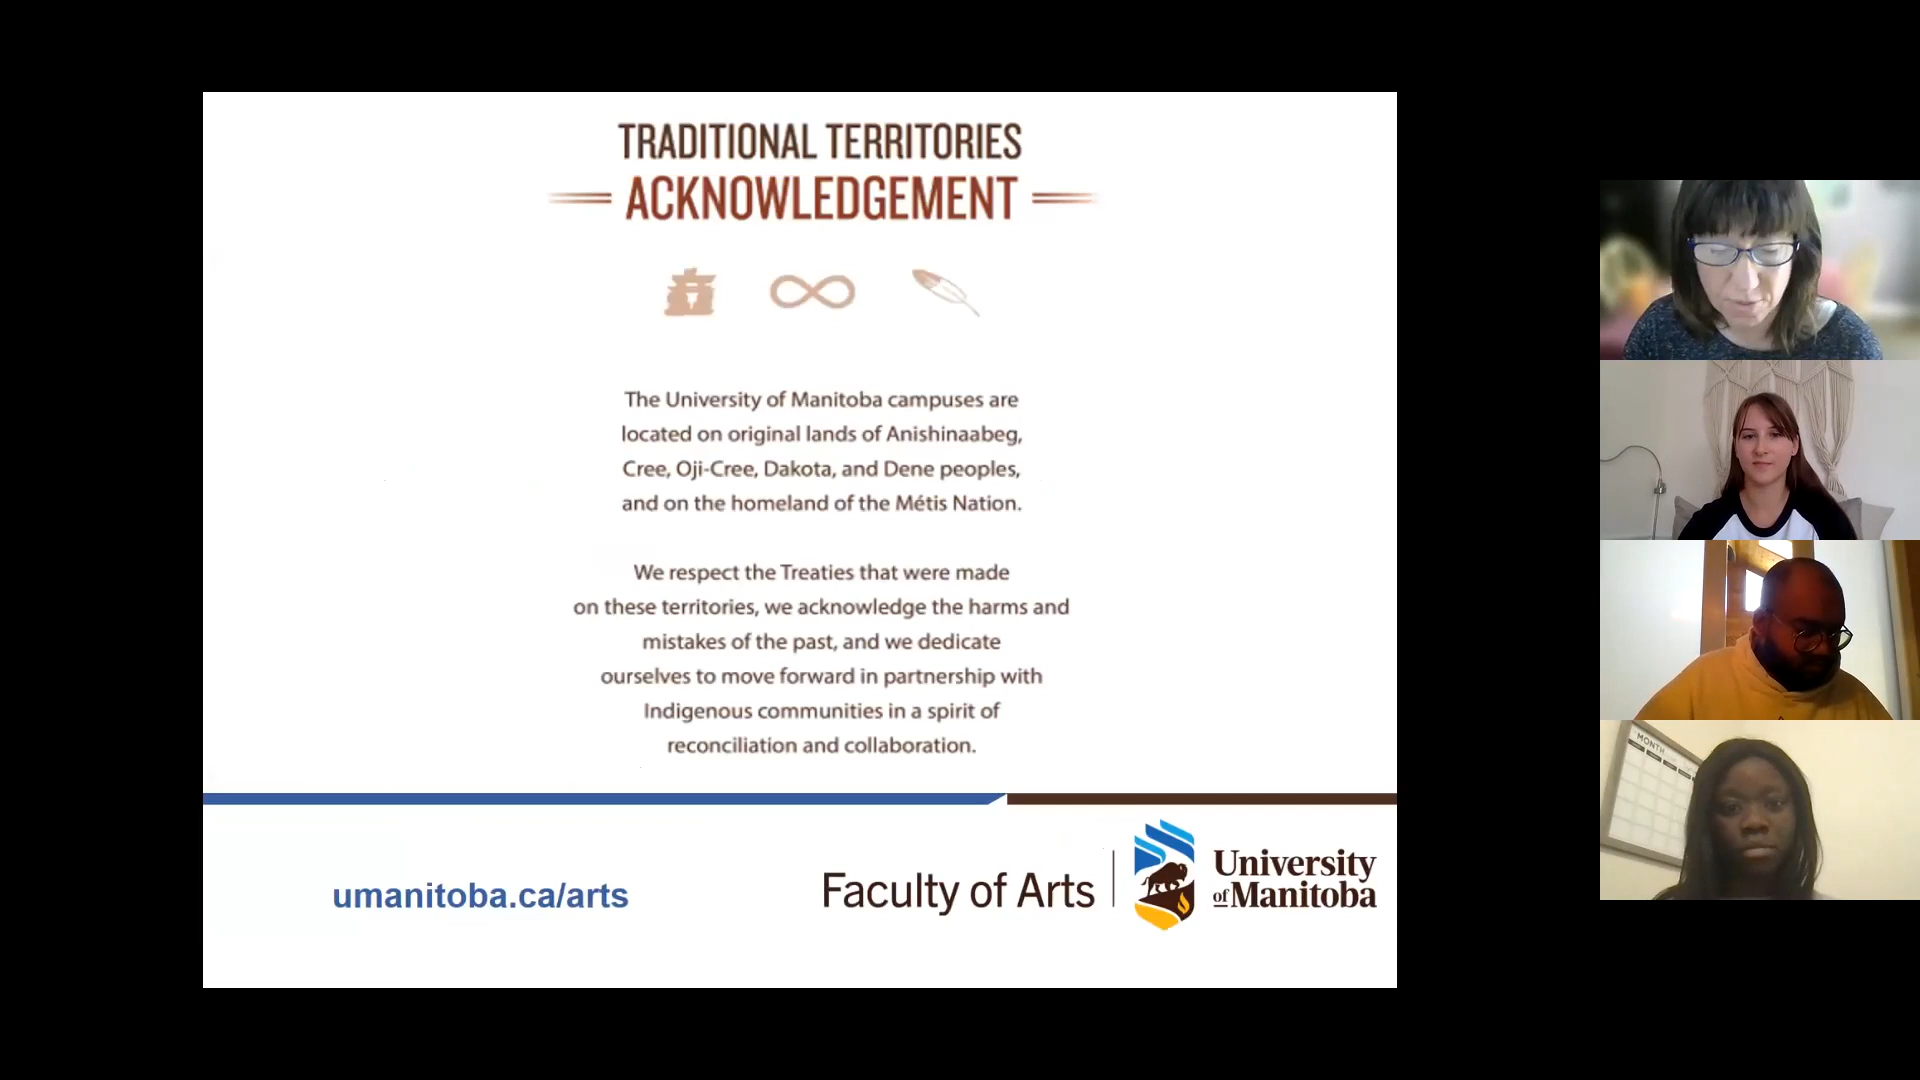 TRADITIONAL TERRITORIES
ACKNOWLEDGEMENT
The University of Manitoba campuses are
located on original lands of Anishinaabeg,
Cree, Oji-Cree, Dakota, and Dene peoples,
and on the homeland of the Métis Nation.
We respect the Treaties that were made
on these territories, we acknowledge the harms and
mistakes of the past, and we dedicate
ourselves to move forward in partnership with
Indigenous communities in a spirit of
reconciliation and collaboration.
umanitoba.ca/arts
Faculty of Arts
University
of Manitoba
MONTH